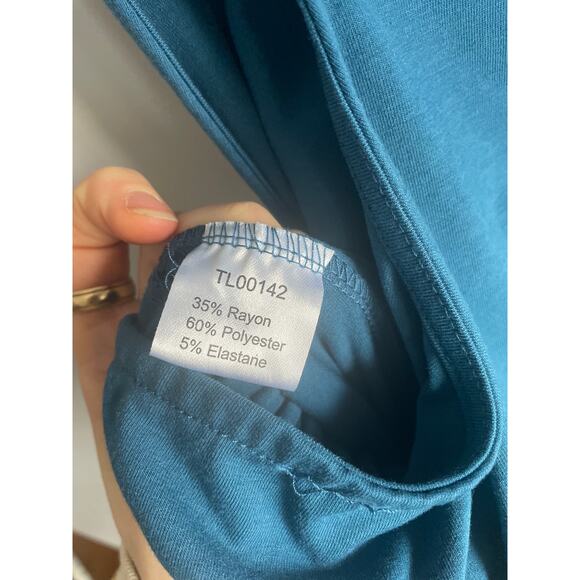 TL00142
35% Rayon
60% Polyester
5% Elastane